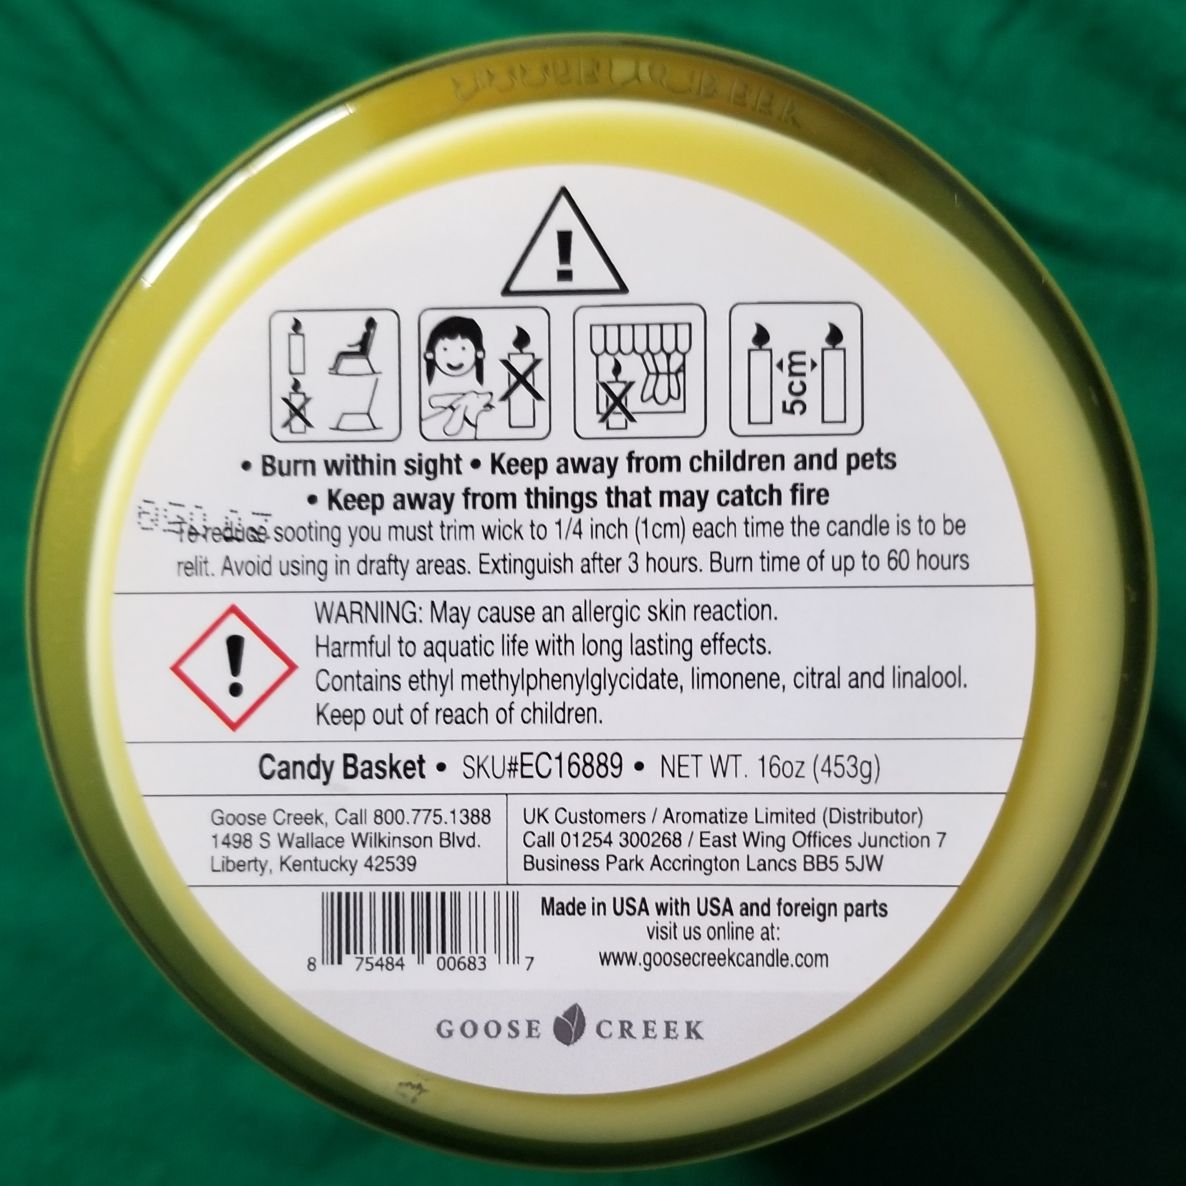 GOOSE CREEK
!
5cm
• Burn within sight • Keep away from children and pets
• Keep away from things that may catch fire
To reduce sooting you must trim wick to 1/4 inch (1cm) each time the candle is to be
relit. Avoid using in drafty areas. Extinguish after 3 hours. Burn time of up to 60 hours
!
WARNING: May cause an allergic skin reaction.
Harmful to aquatic life with long lasting effects.
Contains ethyl methylphenylglycidate, limonene, citral and linalool.
Keep out of reach of children.
Candy Basket • SKU#EC16889 • NET WT. 16oz (453g)
Goose Creek, Call 800.775.1388
1498 S Wallace Wilkinson Blvd.
Liberty, Kentucky 42539
UK Customers / Aromatize Limited (Distributor)
Call 01254 300268 / East Wing Offices Junction 7
Business Park Accrington Lancs BB5 5JW
8 75484 00683 7
Made in USA with USA and foreign parts
visit us online at:
www.goosecreekcandle.com
GOOSE CREEK